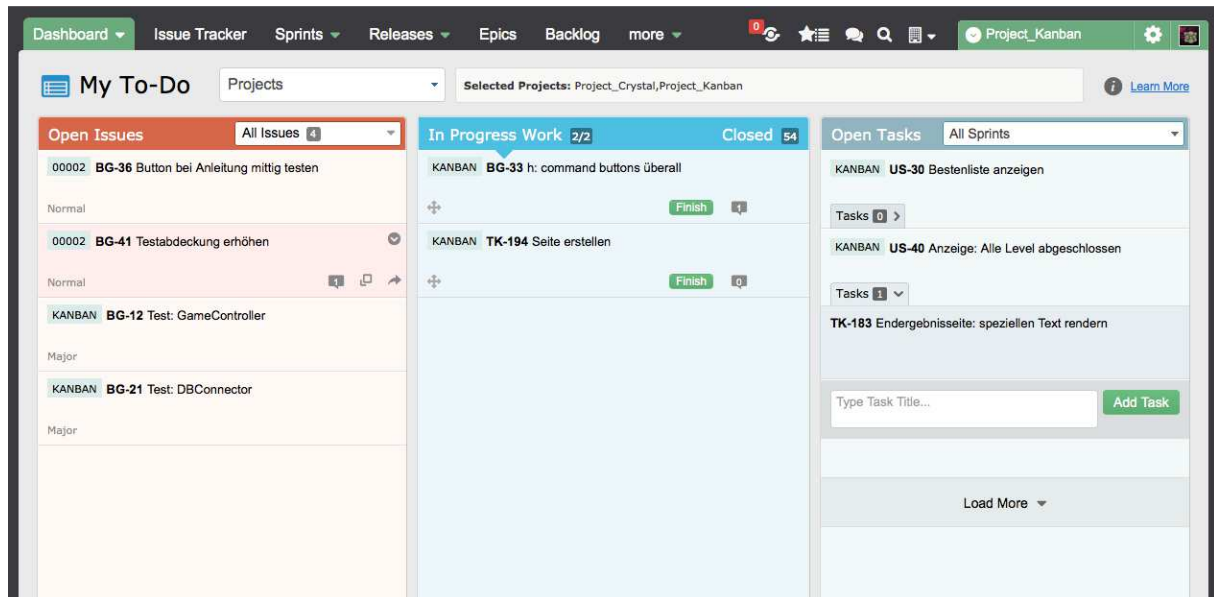 Dashboard Issue Tracker Sprints Releases Epics Backlog more 0 Project_Kanban
My To-Do Projects Selected Projects: Project_Crystal,Project_Kanban i Learn More
Open Issues All Issues 4
00002 BG-36 Button bei Anleitung mittig testen
Normal
00002 BG-41 Testabdeckung erhöhen
Normal 1
KANBAN BG-12 Test: GameController
Major
KANBAN BG-21 Test: DBConnector
Major
In Progress Work 2/2 Closed 54
KANBAN BG-33 h: command buttons überall
Finish 1
KANBAN TK-194 Seite erstellen
Finish 0
Open Tasks All Sprints
KANBAN US-30 Bestenliste anzeigen
Tasks 0
KANBAN US-40 Anzeige: Alle Level abgeschlossen
Tasks 1
TK-183 Endergebnisseite: speziellen Text rendern
Type Task Title... Add Task
Load More